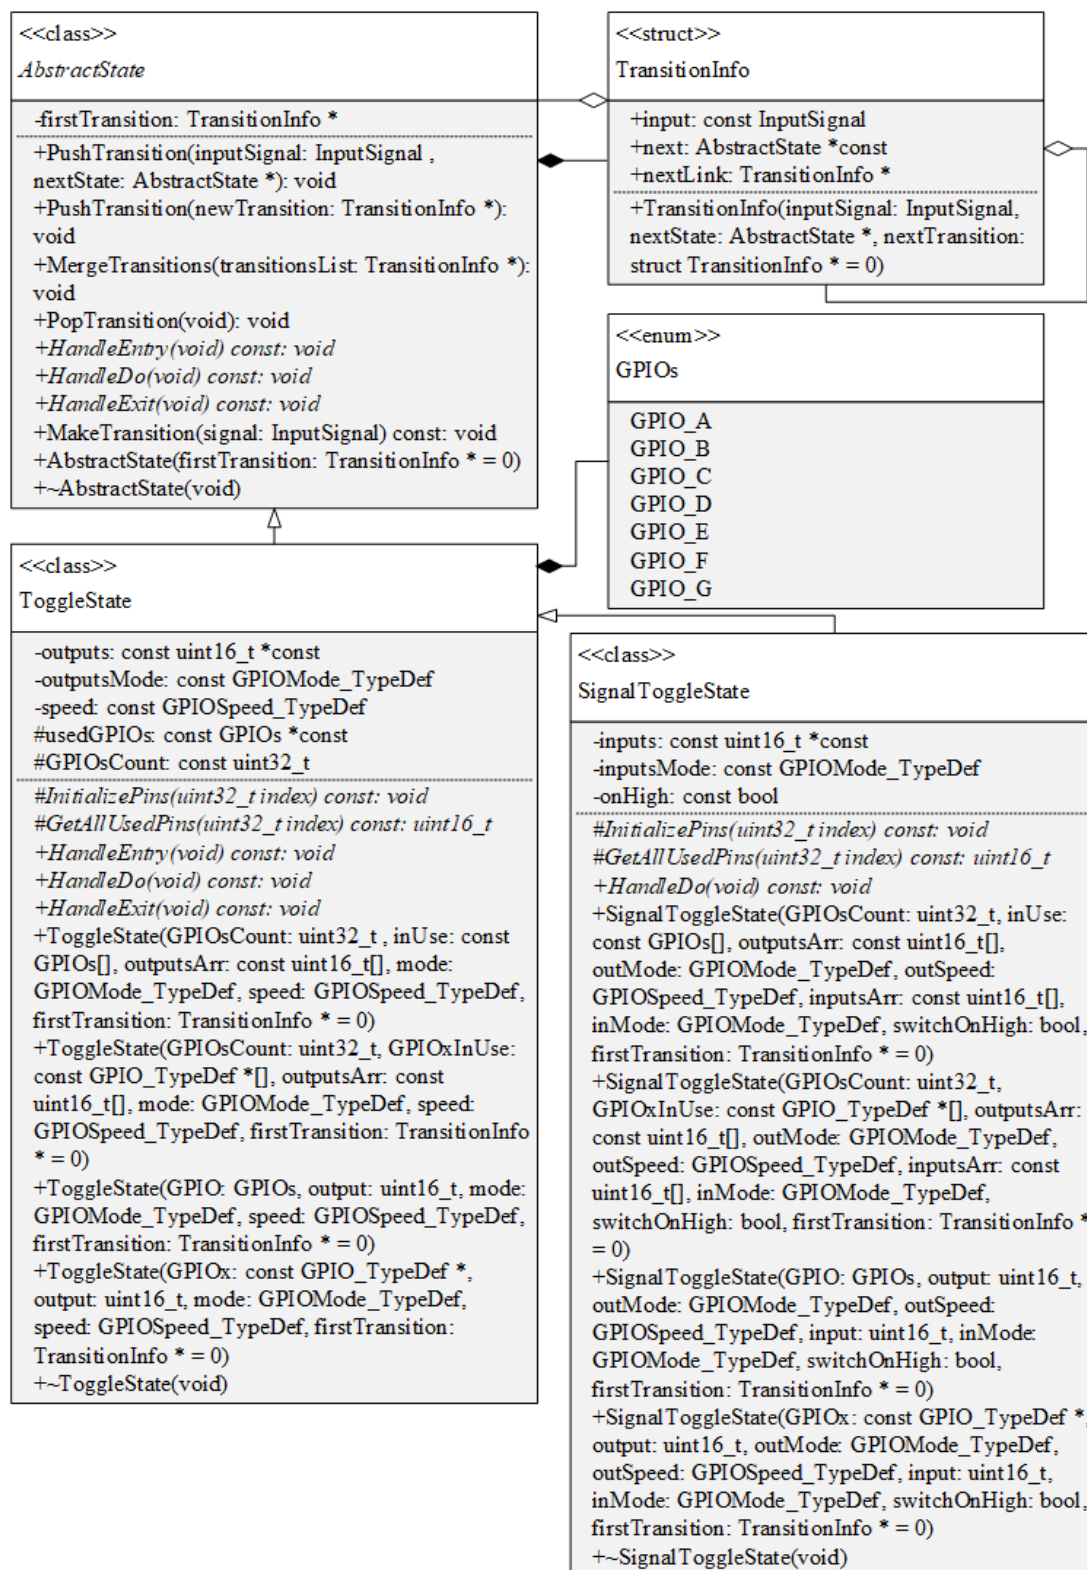 <<class>>
AbstractState
-firstTransition: TransitionInfo *
+PushTransition(inputSignal: InputSignal ,
nextState: AbstractState *): void
+PushTransition(newTransition: TransitionInfo *):
void
+MergeTransitions(transitionsList: TransitionInfo *):
void
+PopTransition(void): void
+HandleEntry(void) const: void
+HandleDo(void) const: void
+HandleExit(void) const: void
+MakeTransition(signal: InputSignal) const: void
+AbstractState(firstTransition: TransitionInfo * = 0)
+~AbstractState(void)
<<struct>>
TransitionInfo
+input: const InputSignal
+next: AbstractState *const
+nextLink: TransitionInfo *
+TransitionInfo(inputSignal: InputSignal,
nextState: AbstractState *, nextTransition:
struct TransitionInfo * = 0)
<<enum>>
GPIOs
GPIO_A
GPIO_B
GPIO_C
GPIO_D
GPIO_E
GPIO_F
GPIO_G
<<class>>
ToggleState
-outputs: const uint16_t *const
-outputsMode: const GPIOMode_TypeDef
-speed: const GPIOSpeed_TypeDef
#usedGPIOs: const GPIOs *const
#GPIOsCount: const uint32_t
#InitializePins(uint32_t index) const: void
#GetAllUsedPins(uint32_t index) const: uint16_t
+HandleEntry(void) const: void
+HandleDo(void) const: void
+HandleExit(void) const: void
+ToggleState(GPIOsCount: uint32_t , inUse: const
GPIOs[], outputsArr: const uint16_t[], mode:
GPIOMode_TypeDef, speed: GPIOSpeed_TypeDef,
firstTransition: TransitionInfo * = 0)
+ToggleState(GPIOsCount: uint32_t, GPIOxInUse:
const GPIO_TypeDef *[], outputsArr: const
uint16_t[], mode: GPIOMode_TypeDef, speed:
GPIOSpeed_TypeDef, firstTransition: TransitionInfo
* = 0)
+ToggleState(GPIO: GPIOs, output: uint16_t, mode:
GPIOMode_TypeDef, speed: GPIOSpeed_TypeDef,
firstTransition: TransitionInfo * = 0)
+ToggleState(GPIOx: const GPIO_TypeDef *,
output: uint16_t, mode: GPIOMode_TypeDef,
speed: GPIOSpeed_TypeDef, firstTransition:
TransitionInfo * = 0)
+~ToggleState(void)
<<class>>
SignalToggleState
-inputs: const uint16_t *const
-inputsMode: const GPIOMode_TypeDef
-onHigh: const bool
#InitializePins(uint32_t index) const: void
#GetAllUsedPins(uint32_t index) const: uint16_t
+HandleDo(void) const: void
+SignalToggleState(GPIOsCount: uint32_t, inUse:
const GPIOs[], outputsArr: const uint16_t[],
outMode: GPIOMode_TypeDef, outSpeed:
GPIOSpeed_TypeDef, inputsArr: const uint16_t[],
inMode: GPIOMode_TypeDef, switchOnHigh: bool,
firstTransition: TransitionInfo * = 0)
+SignalToggleState(GPIOsCount: uint32_t,
GPIOxInUse: const GPIO_TypeDef *[], outputsArr:
const uint16_t[], outMode: GPIOMode_TypeDef,
outSpeed: GPIOSpeed_TypeDef, inputsArr: const
uint16_t[], inMode: GPIOMode_TypeDef,
switchOnHigh: bool, firstTransition: TransitionInfo *
= 0)
+SignalToggleState(GPIO: GPIOs, output: uint16_t,
outMode: GPIOMode_TypeDef, outSpeed:
GPIOSpeed_TypeDef, input: uint16_t, inMode:
GPIOMode_TypeDef, switchOnHigh: bool,
firstTransition: TransitionInfo * = 0)
+SignalToggleState(GPIOx: const GPIO_TypeDef *,
output: uint16_t, outMode: GPIOMode_TypeDef,
outSpeed: GPIOSpeed_TypeDef, input: uint16_t,
inMode: GPIOMode_TypeDef, switchOnHigh: bool,
firstTransition: TransitionInfo * = 0)
+~SignalToggleState(void)